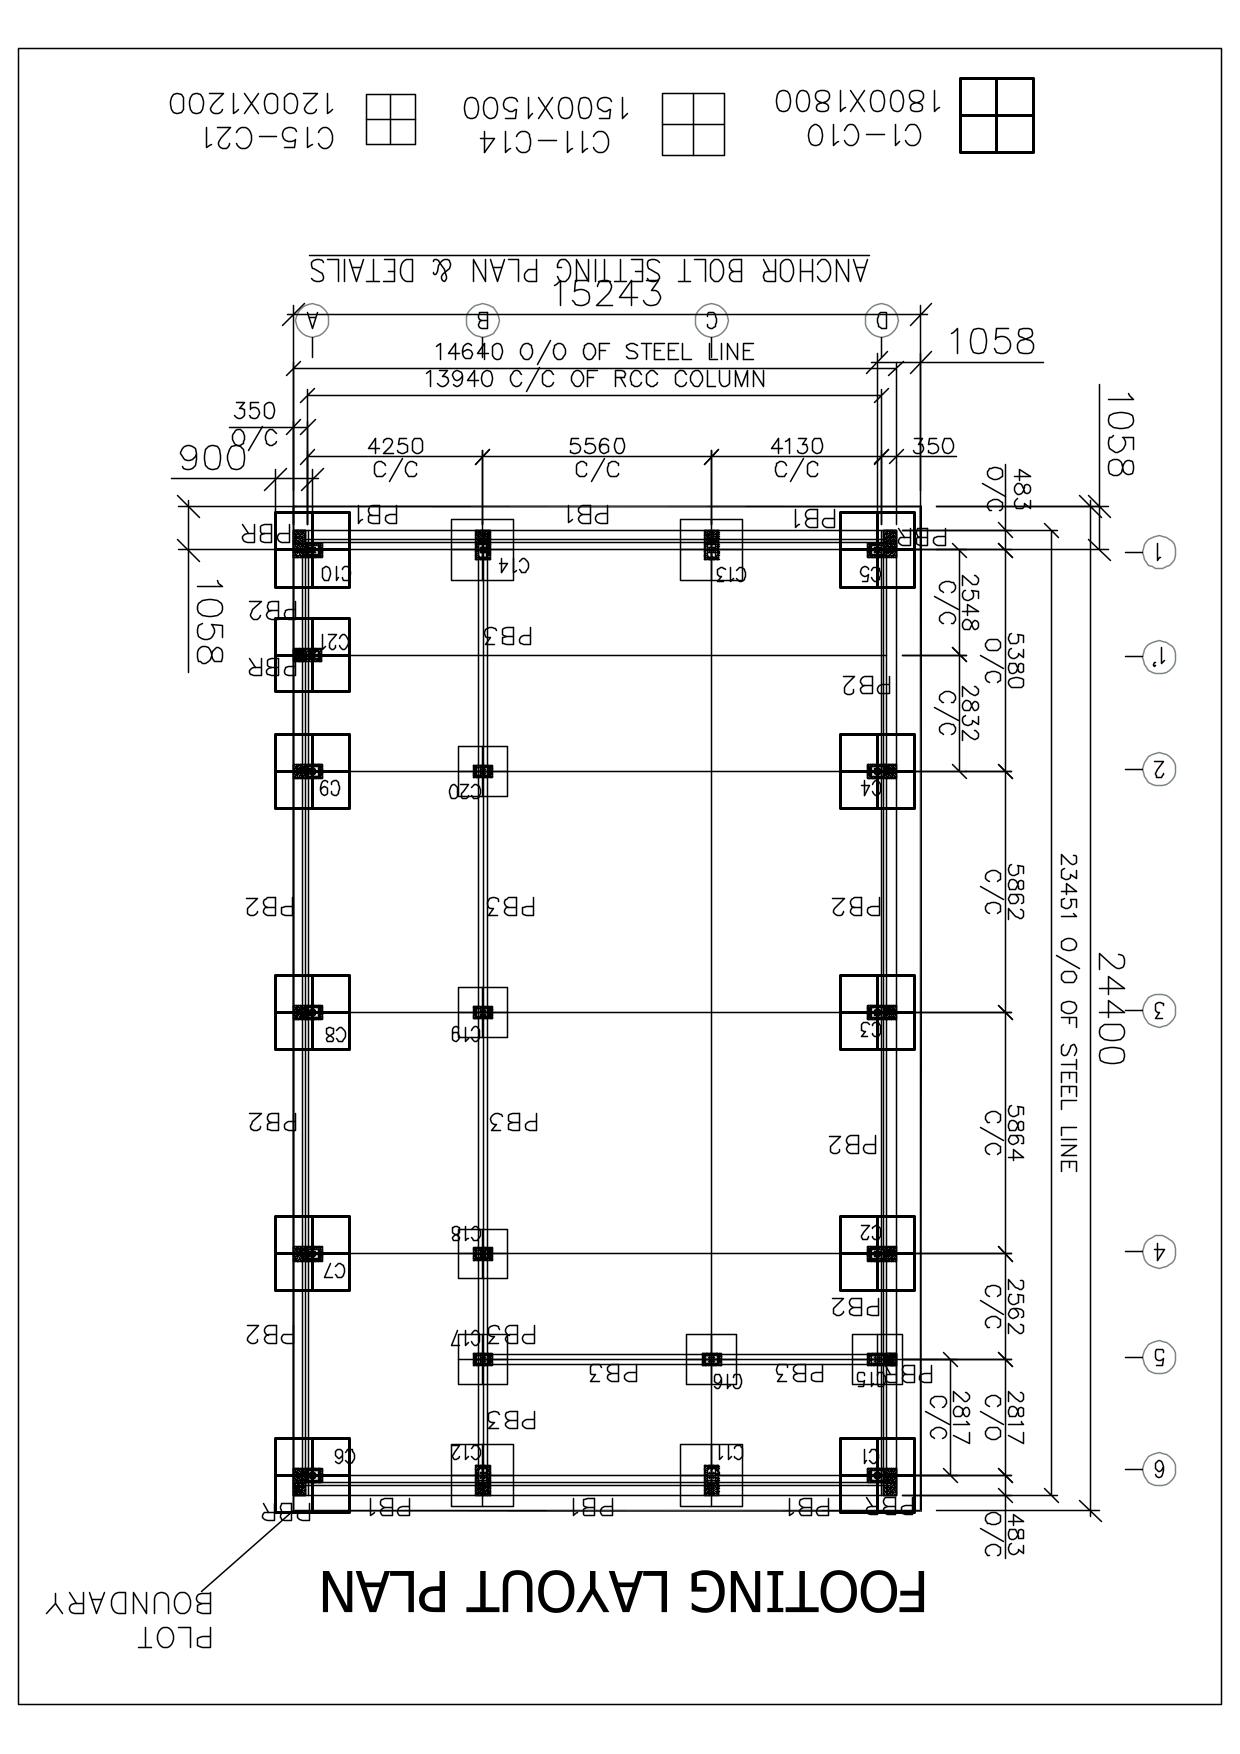 1200X1200
C15-C21
1500X1500
C11-C14
1800X1800
C1-C10
ANCHOR BOLT SETTING PLAN & DETAILS
15243
A
B
C
D
1058
14640 O/O OF STEEL LINE
13940 C/C OF RCC COLUMN
350
O/C
900
4250
C/C
5560
C/C
4130
C/C
350
1058
483
O/C
PB1
PB1
PB1
PBR
PBR
C10
C14
C13
C5
1
1058
PB2
C21
PBR
PB3
PB2
2548
C/C
5380
O/C
1'
2832
C/C
C9
C20
C4
2
PB2
PB3
PB2
5862
C/C
23451 O/O OF STEEL LINE
24400
C8
C19
C3
3
PB2
PB3
PB2
5864
C/C
C7
C18
C2
4
PB2
PB2
2562
C/C
PB3
C17
PB3
C16
PB3
C15
PBR
5
PB3
2817
C/C
2817
C/O
C6
C12
C11
C1
6
PBR
PB1
PB1
PB1
PBR
483
O/C
FOOTING LAYOUT PLAN
PLOT
BOUNDARY